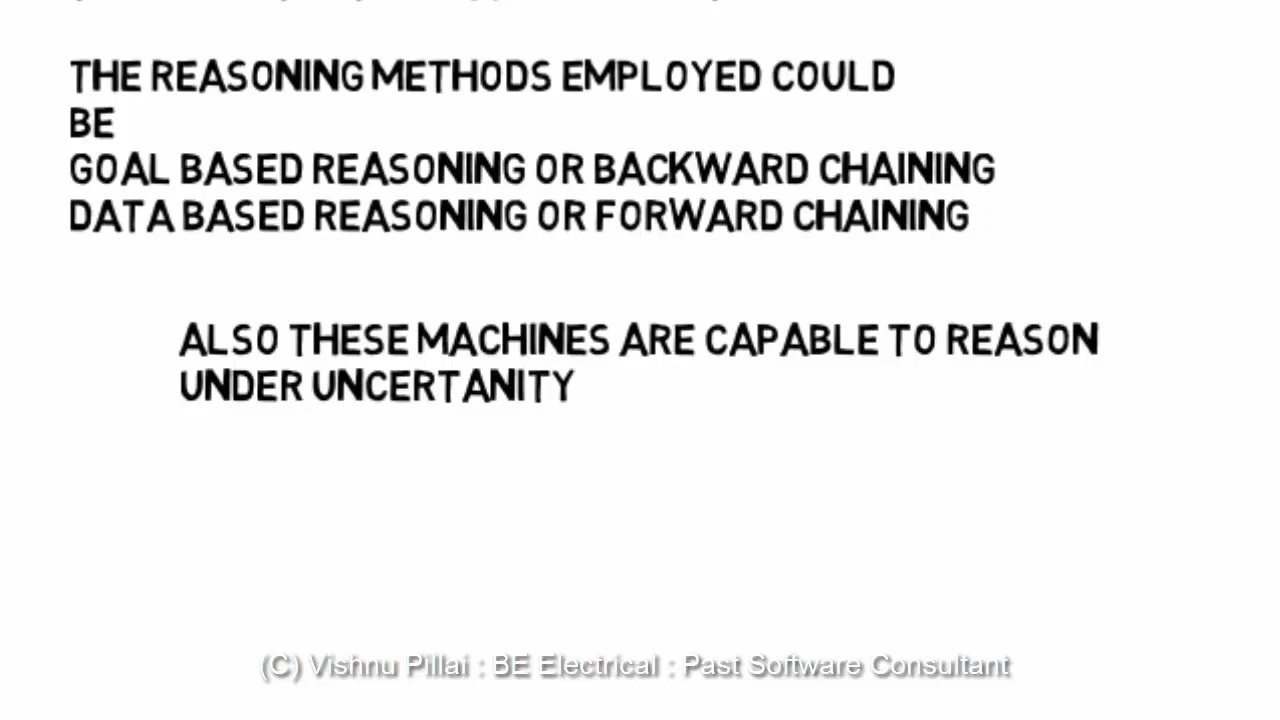 THE REASONING METHODS EMPLOYED COULD
BE
GOAL BASED REASONING OR BACKWARD CHAINING
DATA BASED REASONING OR FORWARD CHAINING
ALSO THESE MACHINES ARE CAPABLE TO REASON
UNDER UNCERTANITY
(C) Vishnu Pillai : BE Electrical : Past Software Consultant